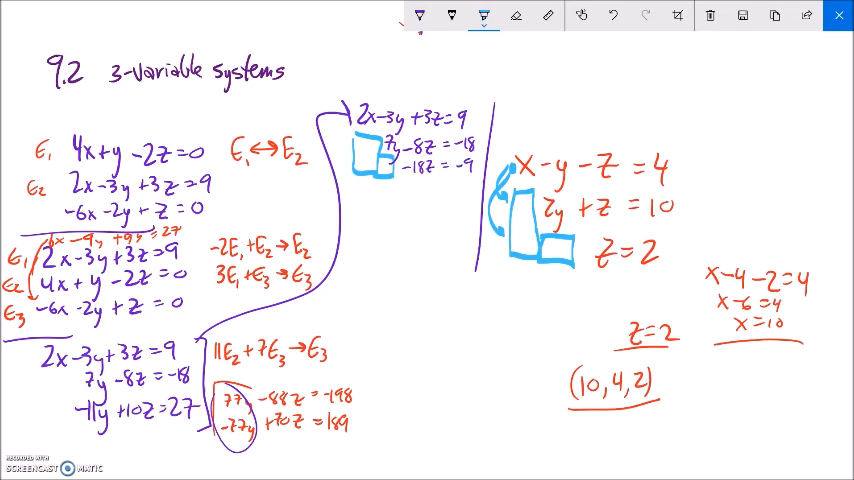 9.2 3-variable systems
E1 4x+y-2z=0 E1↔E2
E2 2x-3y+3z=9
-6x-2y+z=0
6x-9y+9z=27
E1 2x-3y+3z=9 -2E1+E2→E2
E2 4x+y-2z=0 3E1+E3→E3
E3 -6x-2y+z=0
2x-3y+3z=9 11E2+7E3→E3
7y-8z=-18
-11y+10z=27
77y-88z=-198
-77y+70z=189
2x-3y+3z=9
7y-8z=-18
-18z=-9
x-y-z=4
2y+z=10
z=2
x-4-2=4
x-6=4
x=10
z=2
(10,4,2)
RECORDED WITH
SCREENCAST MATIC